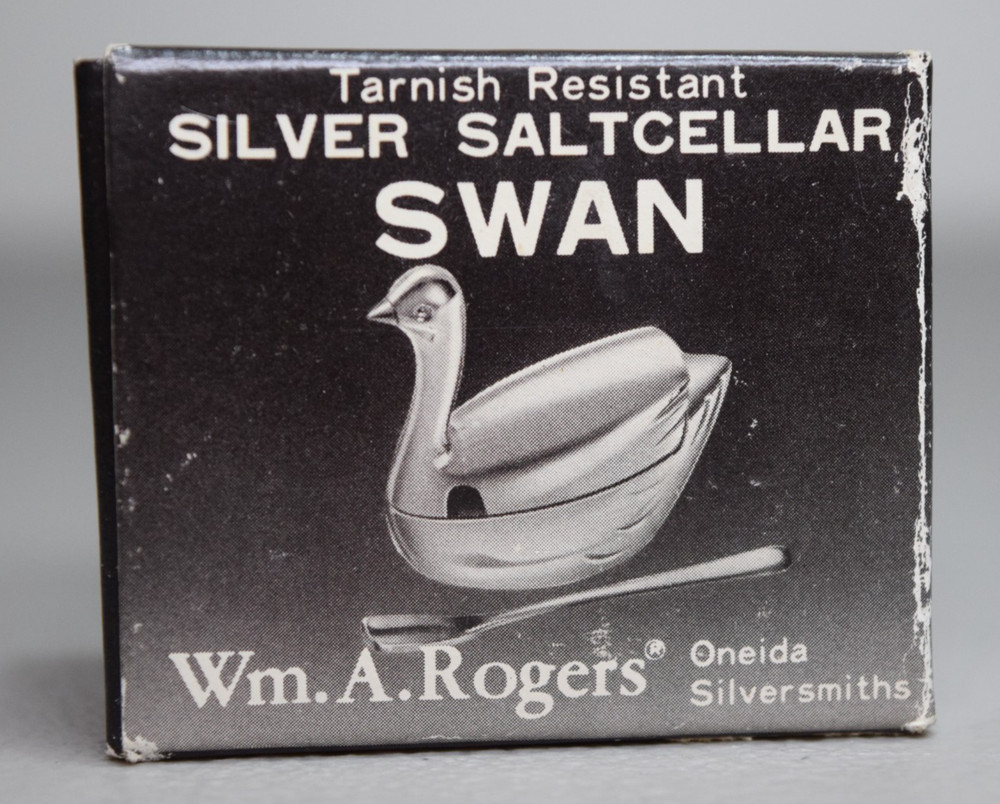 Tarnish Resistant
SILVER SALTCELLAR
SWAN
Wm. A. Rogers® Oneida
Silversmiths